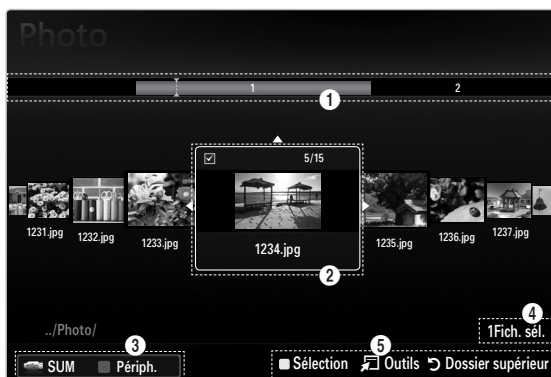 Photo
1 2
1
5/15
1231.jpg 1232.jpg 1233.jpg 1234.jpg 1235.jpg 1236.jpg 1237.jpg
2
../Photo/
4
1Fich. sél.
3 5
SUM Périph. Sélection Outils Dossier supérieur